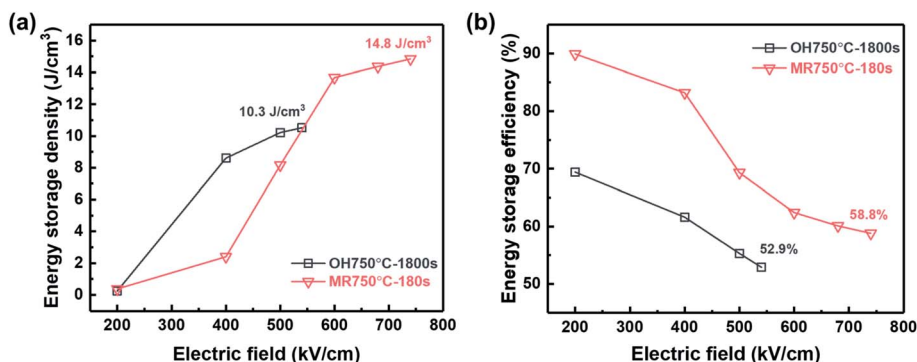 (a)
16
14
12
10
8
6
4
2
0
Energy storage density (J/cm³)
14.8 J/cm³
10.3 J/cm³
OH750°C-1800s
MR750°C-180s
200 300 400 500 600 700 800
Electric field (kV/cm)
(b)
90
80
70
60
50
Energy storage efficiency (%)
OH750°C-1800s
MR750°C-180s
58.8%
52.9%
200 300 400 500 600 700 800
Electric field (kV/cm)